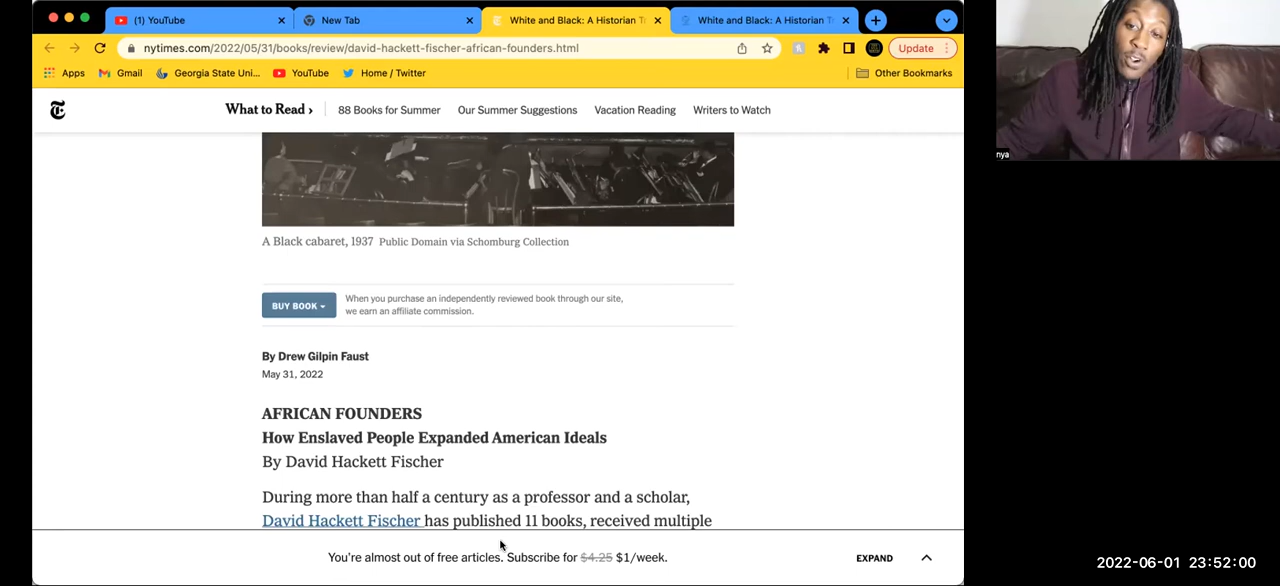 (1) YouTube
New Tab
White and Black: A Historian T
White and Black: A Historian T
nytimes.com/2022/05/31/books/review/david-hackett-fischer-african-founders.html
Update
Apps
Gmail
Georgia State Uni...
YouTube
Home / Twitter
Other Bookmarks
What to Read ›
88 Books for Summer
Our Summer Suggestions
Vacation Reading
Writers to Watch
A Black cabaret, 1937 Public Domain via Schomburg Collection
BUY BOOK
When you purchase an independently reviewed book through our site,
we earn an affiliate commission.
By Drew Gilpin Faust
May 31, 2022
AFRICAN FOUNDERS
How Enslaved People Expanded American Ideals
By David Hackett Fischer
During more than half a century as a professor and a scholar,
David Hackett Fischer has published 11 books, received multiple
You're almost out of free articles. Subscribe for $4.25 $1/week.
EXPAND
nya
2022-06-01 23:52:00